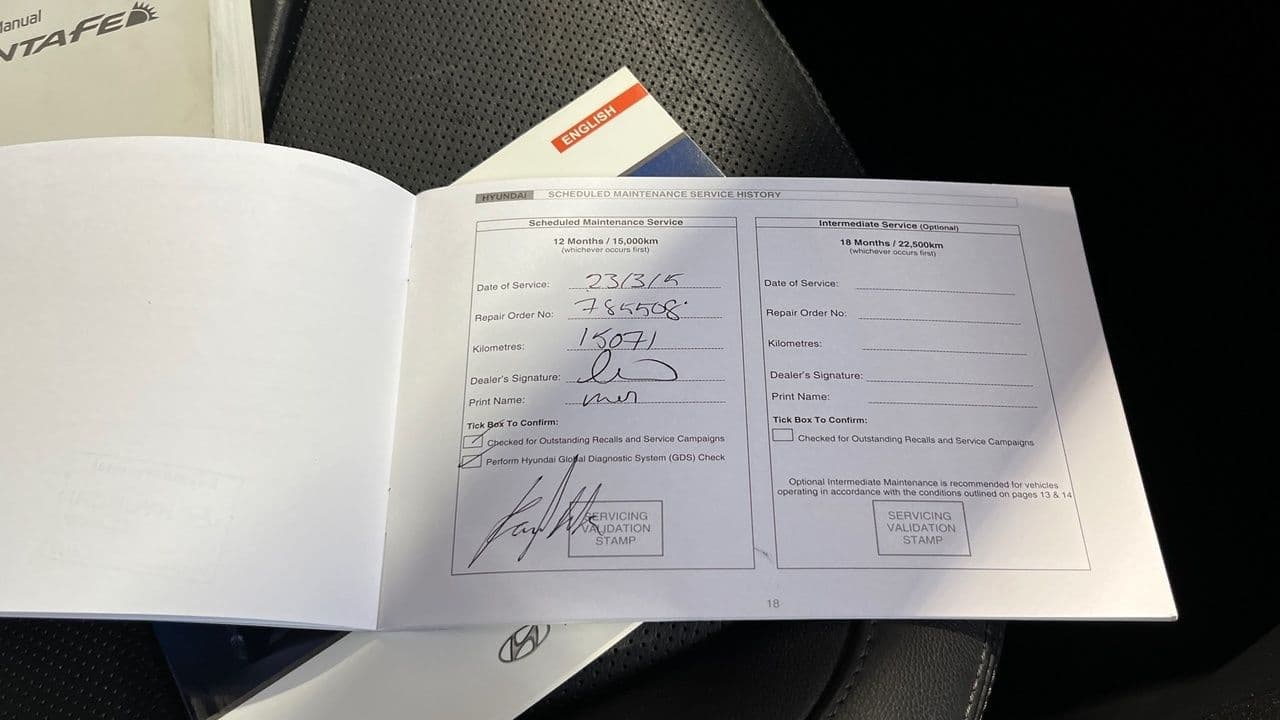 Manual
NTAFE
ENGLISH
HYUNDAI SCHEDULED MAINTENANCE SERVICE HISTORY
Scheduled Maintenance Service
12 Months / 15,000km
(whichever occurs first)
Date of Service: 23/3/15
Repair Order No: 785508
Kilometres: 15071
Dealer's Signature:
Print Name:
Tick Box To Confirm:
Checked for Outstanding Recalls and Service Campaigns
Perform Hyundai Global Diagnostic System (GDS) Check
SERVICING
VALIDATION
STAMP
Intermediate Service (Optional)
18 Months / 22,500km
(whichever occurs first)
Date of Service:
Repair Order No:
Kilometres:
Dealer's Signature:
Print Name:
Tick Box To Confirm:
Checked for Outstanding Recalls and Service Campaigns
Optional Intermediate Maintenance is recommended for vehicles
operating in accordance with the conditions outlined on pages 13 & 14
SERVICING
VALIDATION
STAMP
18